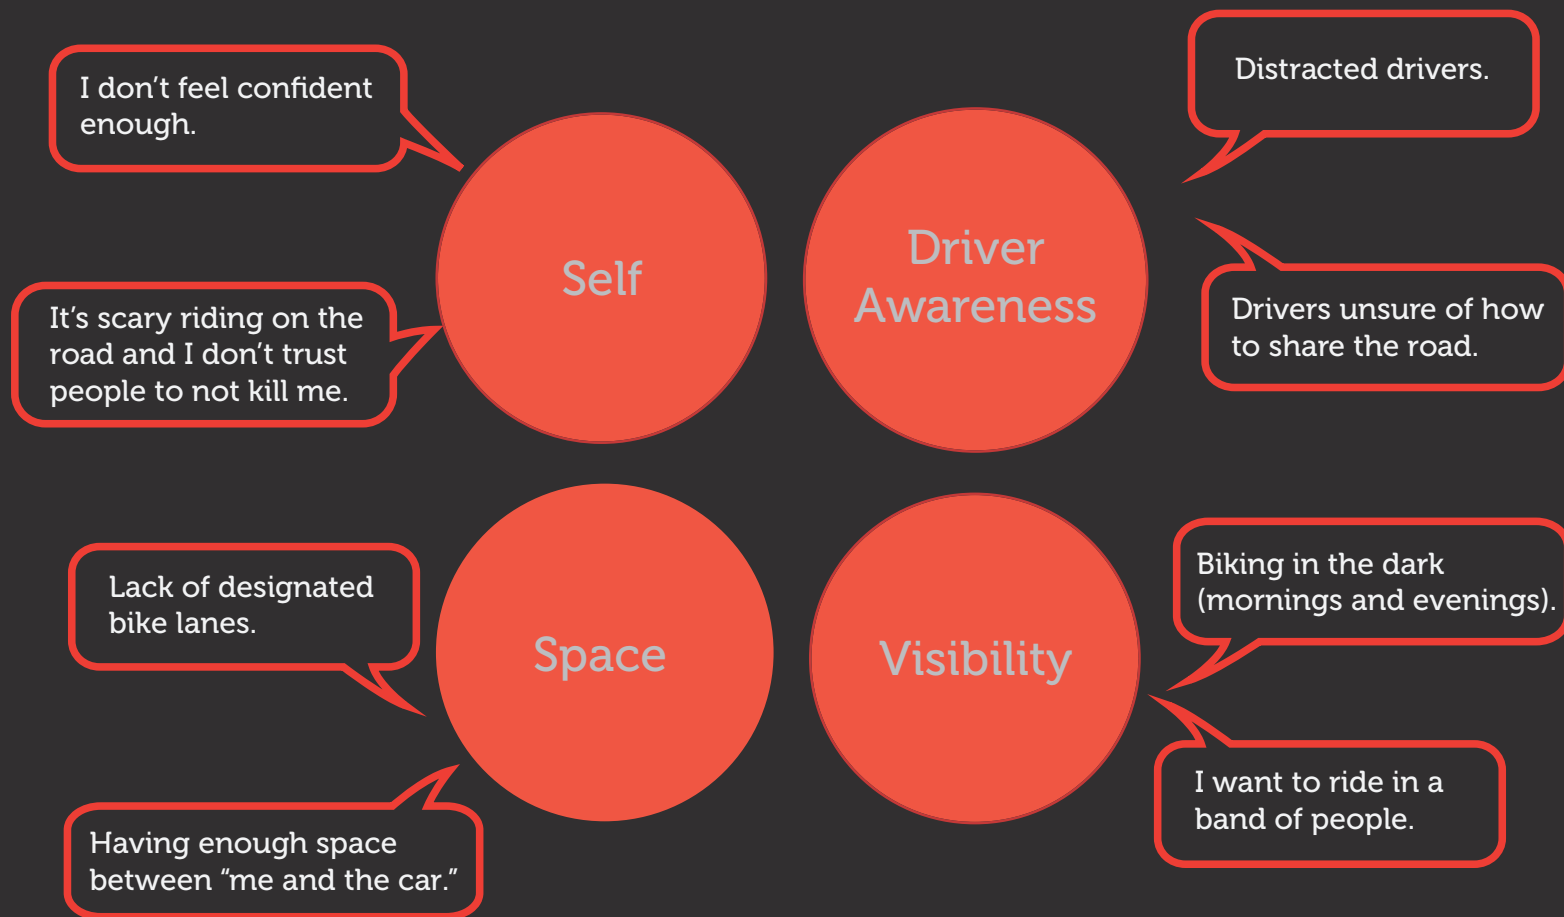 I don't feel confident
enough.
Self
It's scary riding on the
road and I don't trust
people to not kill me.
Driver
Awareness
Distracted drivers.
Drivers unsure of how
to share the road.
Lack of designated
bike lanes.
Space
Having enough space
between “me and the car.”
Visibility
Biking in the dark
(mornings and evenings).
I want to ride in a
band of people.